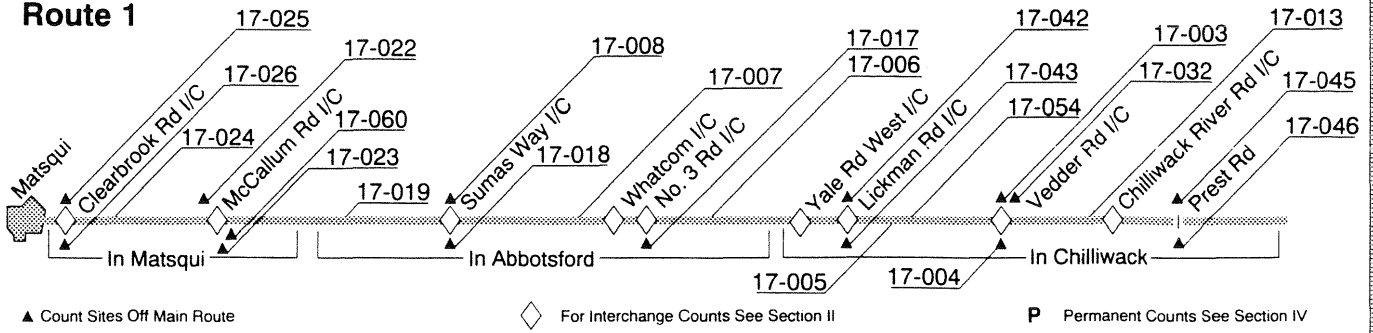 Route 1
17-025
17-022
17-008
17-017
17-042
17-003
17-013
17-026
17-007
17-006
17-043
17-032
17-045
17-024
17-060
17-018
17-054
17-046
17-023
17-019
Matsqui
Clearbrook Rd I/C
McCallum Rd I/C
Sumas Way I/C
Whatcom I/C
No. 3 Rd I/C
Yale Rd West I/C
Lickman Rd I/C
Vedder Rd I/C
Chilliwack River Rd I/C
Prest Rd
In Matsqui
In Abbotsford
In Chilliwack
17-005
17-004
Count Sites Off Main Route
For Interchange Counts See Section II
P Permanent Counts See Section IV